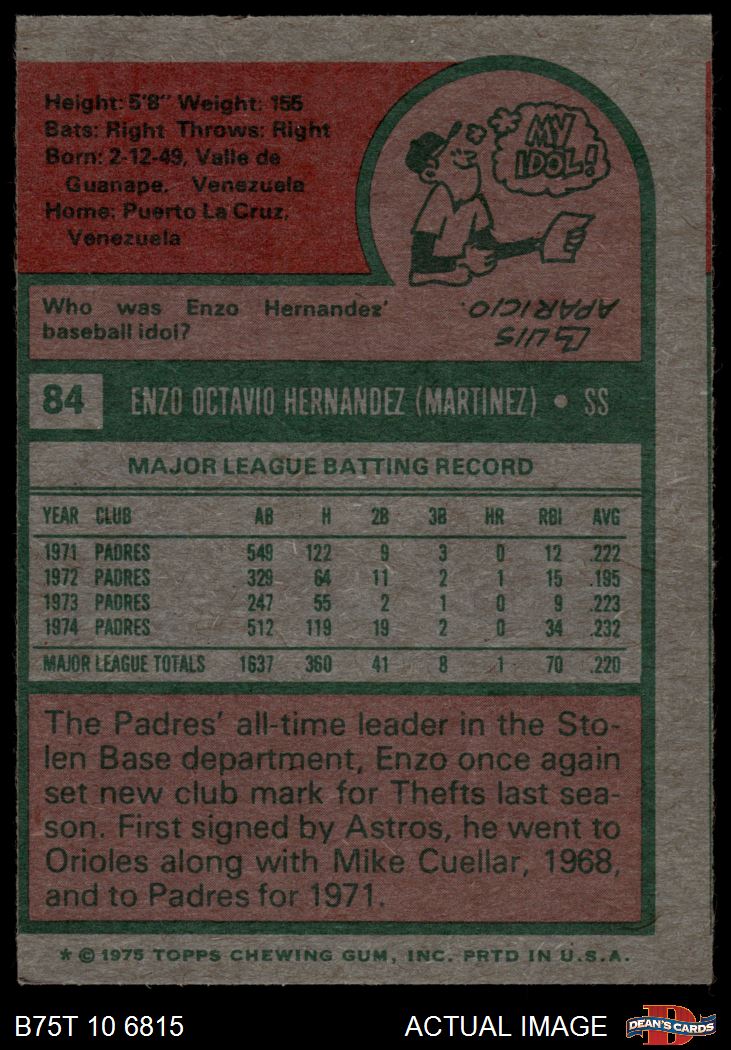 Height: 5'8" Weight: 155
Bats: Right Throws: Right
Born: 2-12-49, Valle de
Guanape, Venezuela
Home: Puerto La Cruz,
Venezuela
MY
IDOL!
Who was Enzo Hernandez'
baseball idol?
LUIS
APARICIO.
84 ENZO OCTAVIO HERNANDEZ (MARTINEZ) • SS
MAJOR LEAGUE BATTING RECORD
YEAR CLUB AB H 2B 3B HR RBI AVG
1971 PADRES 549 122 9 3 0 12 .222
1972 PADRES 329 64 11 2 1 15 .195
1973 PADRES 247 55 2 1 0 9 .223
1974 PADRES 512 119 19 2 0 34 .232
MAJOR LEAGUE TOTALS 1637 360 41 8 1 70 .220
The Padres' all-time leader in the Sto-
len Base department, Enzo once again
set new club mark for Thefts last sea-
son. First signed by Astros, he went to
Orioles along with Mike Cuellar, 1968,
and to Padres for 1971.
* © 1975 TOPPS CHEWING GUM, INC. PRTD IN U.S.A.
B75T 10 6815 ACTUAL IMAGE D DEAN'S CARDS